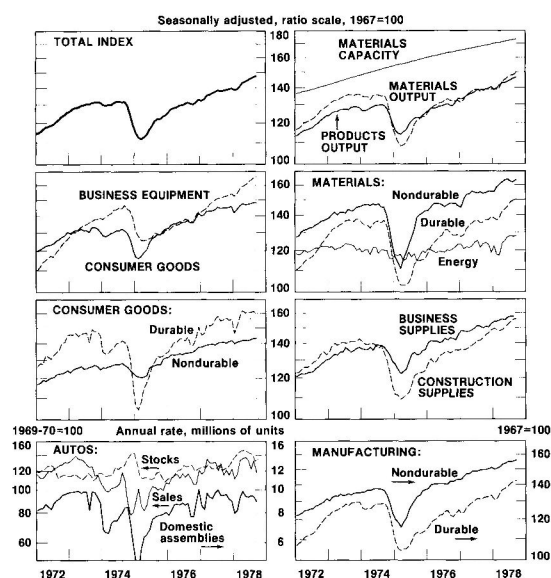 Seasonally adjusted, ratio scale, 1967=100
TOTAL INDEX
180
160
140
120
100
MATERIALS
CAPACITY
MATERIALS
OUTPUT
PRODUCTS
OUTPUT
BUSINESS EQUIPMENT
CONSUMER GOODS
160
140
120
100
MATERIALS:
Nondurable
Durable
Energy
CONSUMER GOODS:
Durable
Nondurable
160
140
120
100
BUSINESS
SUPPLIES
CONSTRUCTION
SUPPLIES
1969-70=100
Annual rate, millions of units
1967=100
AUTOS:
140
120
100
80
60
Stocks
Sales
Domestic
assemblies
16
12
10
8
6
MANUFACTURING:
Nondurable
Durable
160
140
120
100
1972
1974
1976
1978
1972
1974
1976
1978